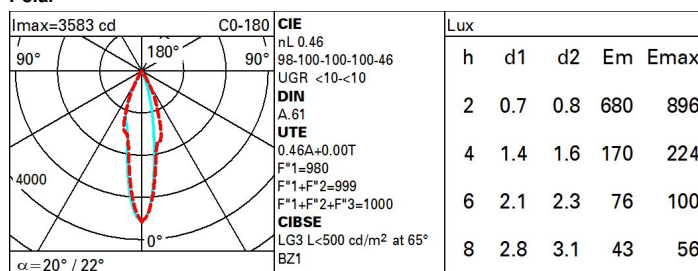 Imax=3583 cd C0-180
90° 180° 90°
4000
0°
α=20° / 22°
CIE
nL 0.46
98-100-100-100-46
UGR <10-<10
DIN
A.61
UTE
0.46A+0.00T
F"1=980
F"1+F"2=999
F"1+F"2+F"3=1000
CIBSE
LG3 L<500 cd/m² at 65°
BZ1
Lux
h d1 d2 Em Emax
2 0.7 0.8 680 896
4 1.4 1.6 170 224
6 2.1 2.3 76 100
8 2.8 3.1 43 56